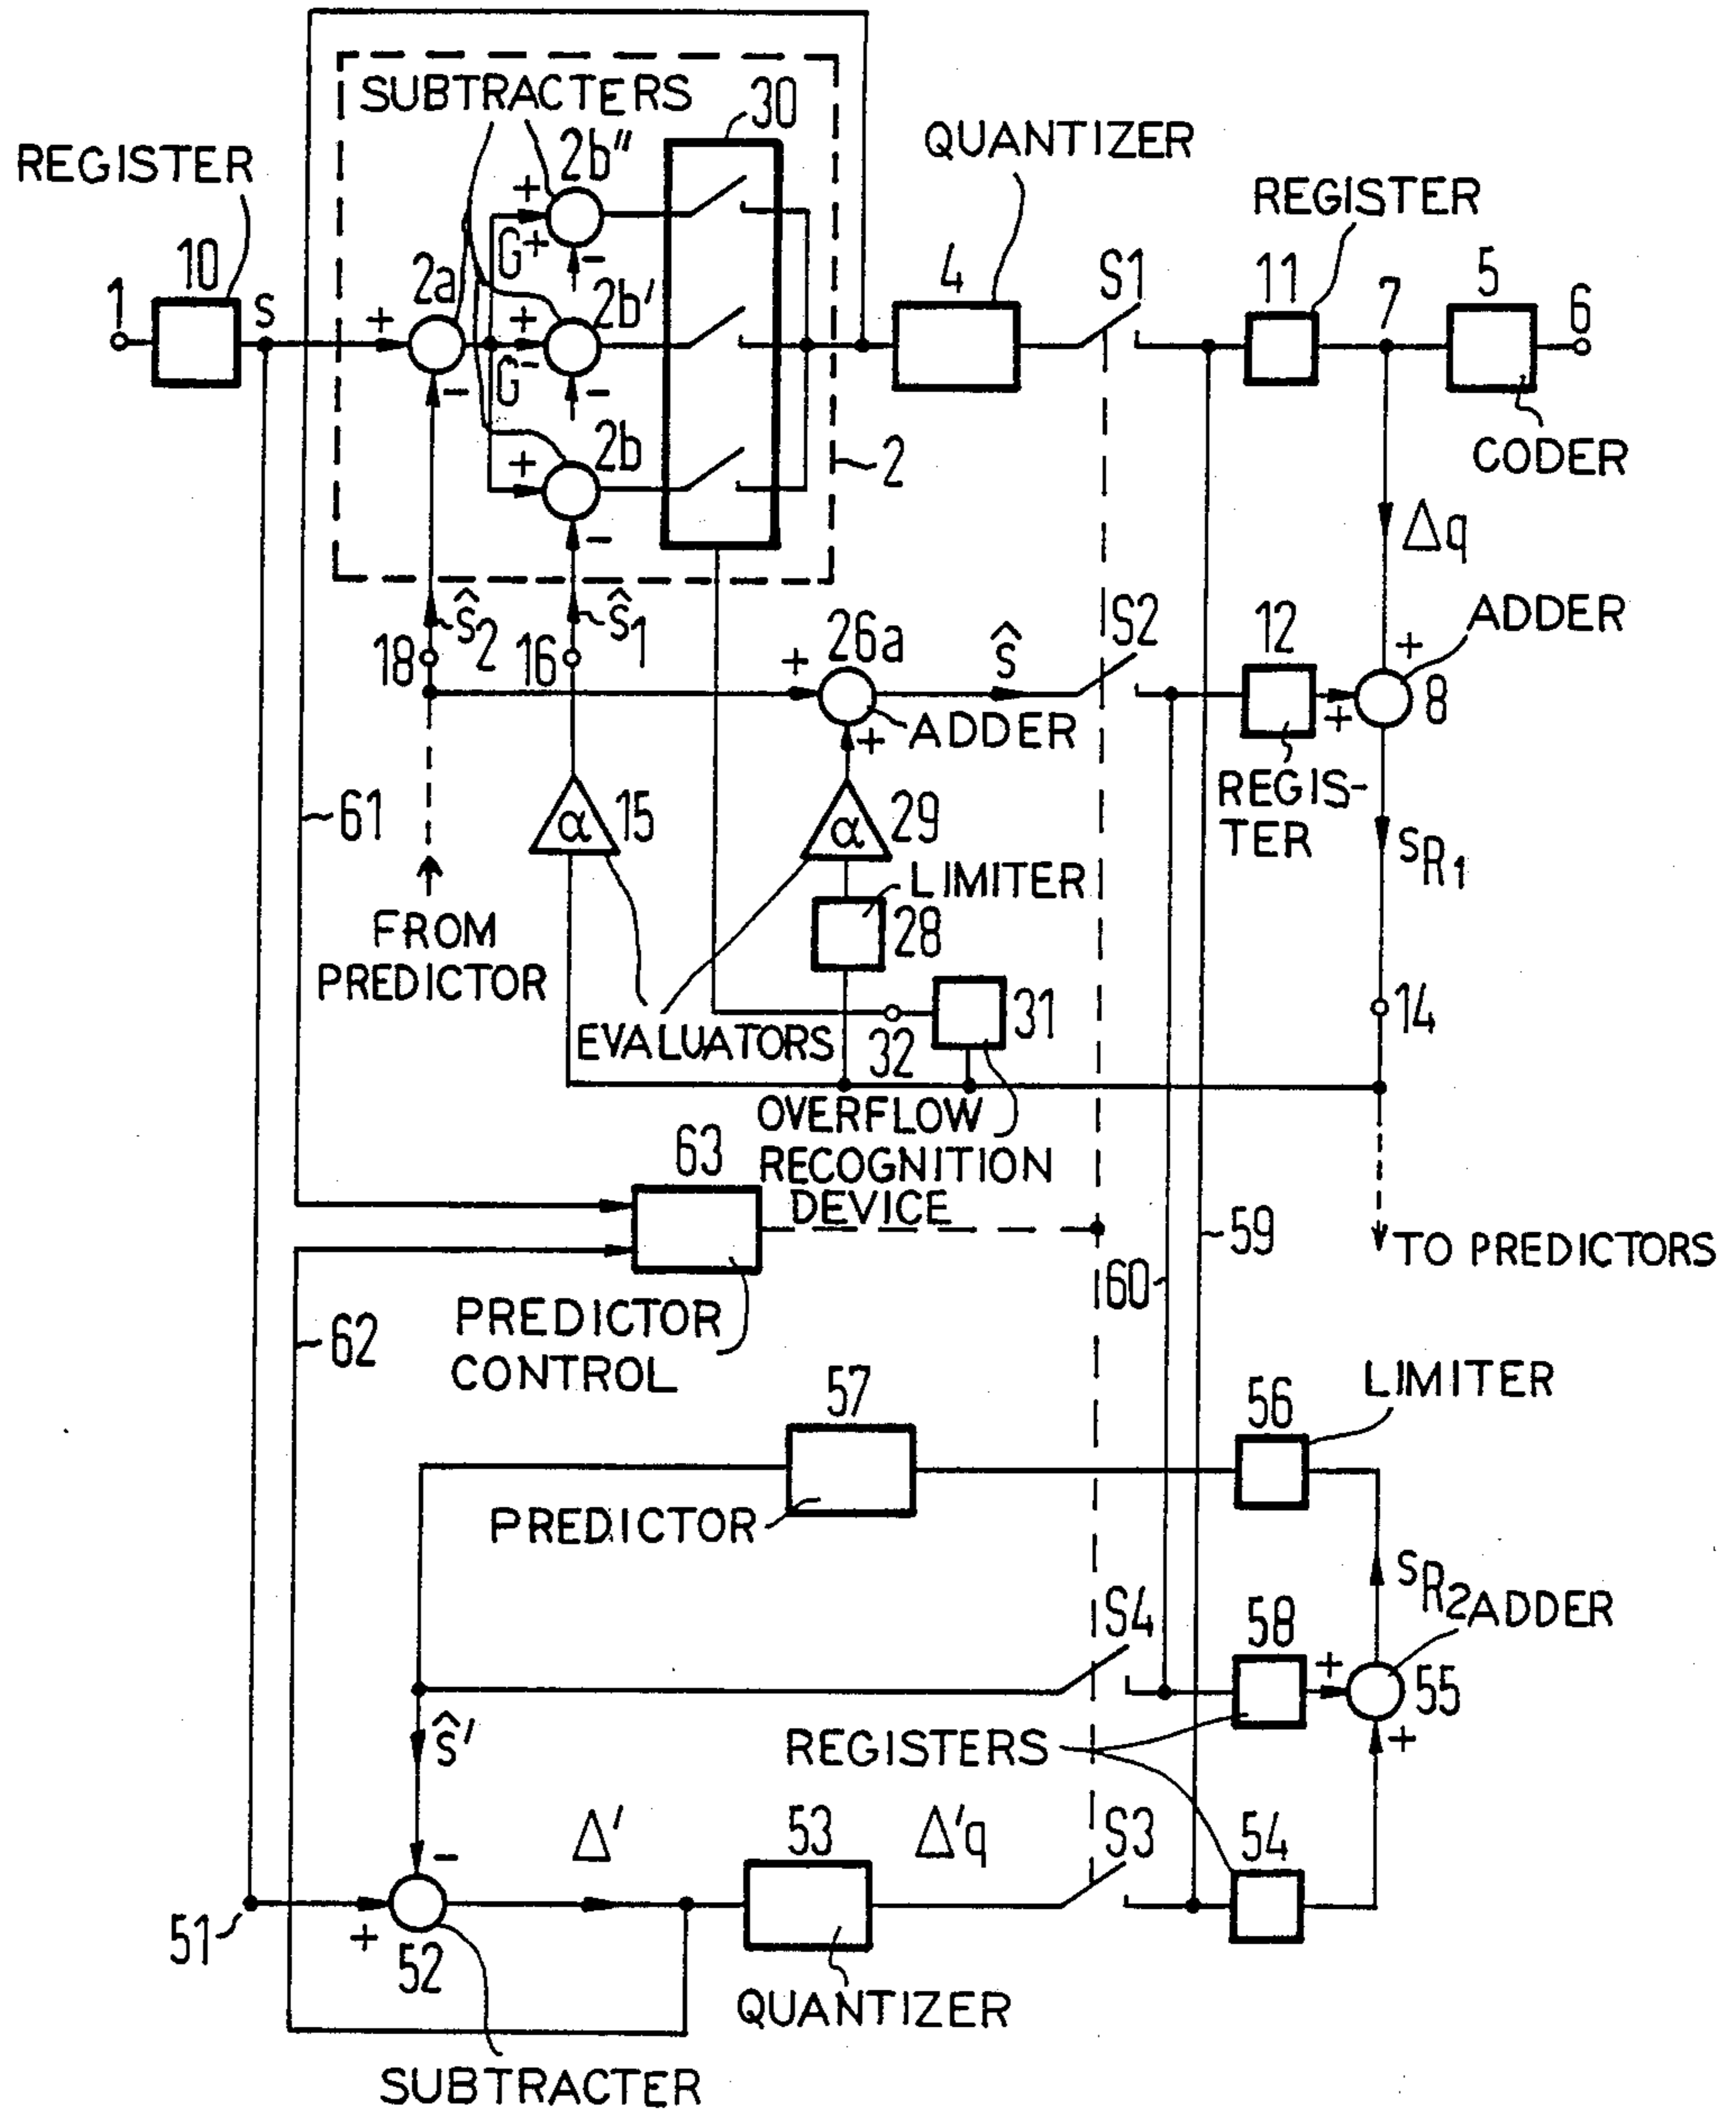 SUBTRACTERS
30
2b"
QUANTIZER
REGISTER
REGISTER
10
+
G+
-
4
S1
11
7
5
1
s
+
2a
+
2b'
6
-
G-
-
2b
+
2
CODER
Δq
-
ŝ2
ŝ1
18
16
26a
+
ŝ
S2
12
+
ADDER
8
ADDER
+
+
REGIS-
TER
61
α
15
α
29
sR1
LIMITER
28
FROM
PREDICTOR
31
14
EVALUATORS
32
OVERFLOW
RECOGNITION
DEVICE
63
59
TO PREDICTORS
60
PREDICTOR
CONTROL
62
57
56
LIMITER
PREDICTOR
sR2
ADDER
S4
58
+
55
ŝ'
REGISTERS
+
-
Δ'
53
Δ'q
S3
54
51
+
52
QUANTIZER
SUBTRACTER